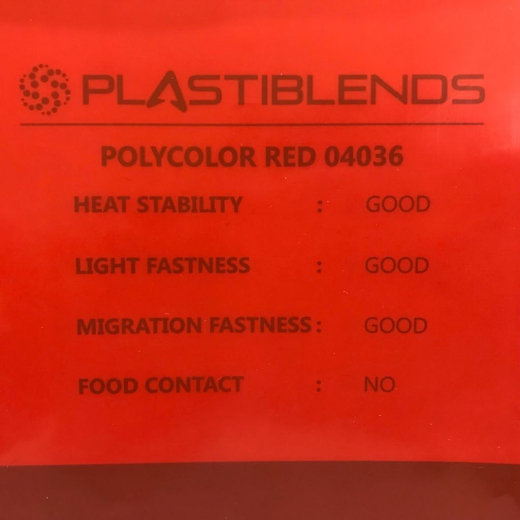 PLASTIBLENDS
POLYCOLOR RED 04036
HEAT STABILITY : GOOD
LIGHT FASTNESS : GOOD
MIGRATION FASTNESS : GOOD
FOOD CONTACT : NO